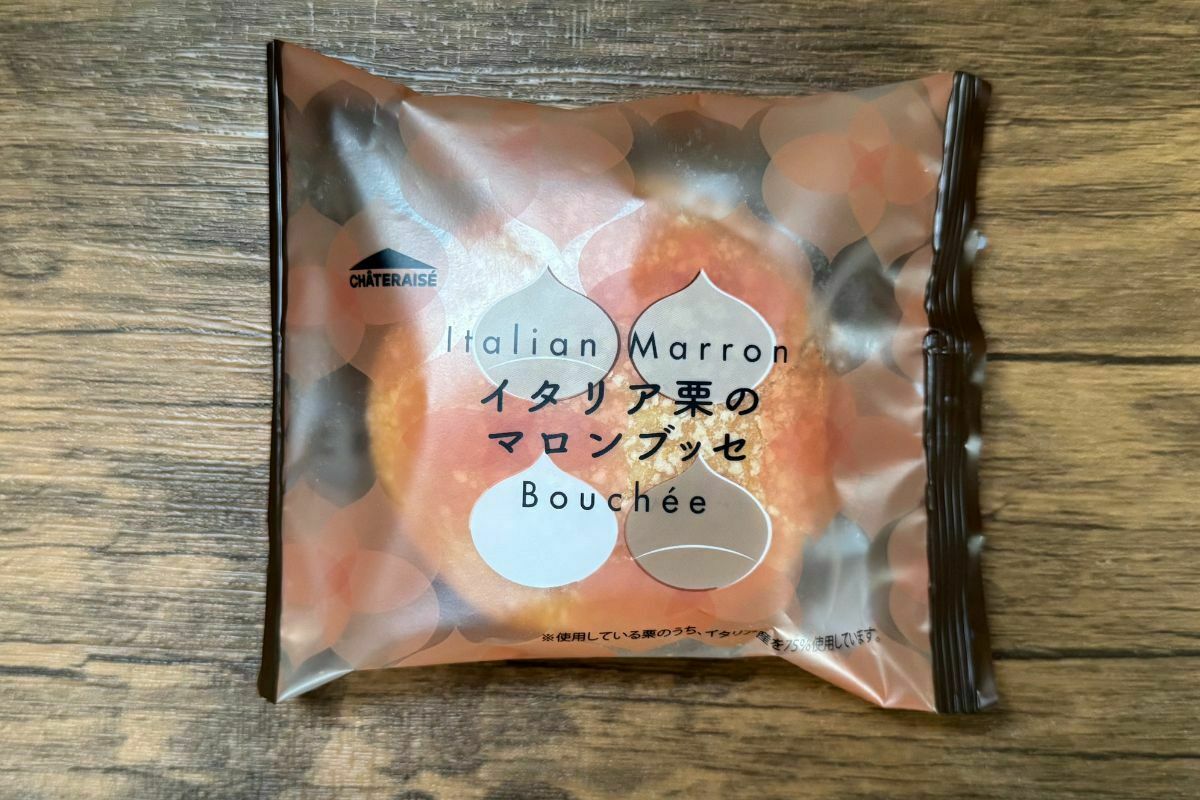 CHÂTERAISÉ
Italian Marron
イタリア栗の
マロンブッセ
Bouchée
※使用している栗のうち、イタリア産を75%使用しています。